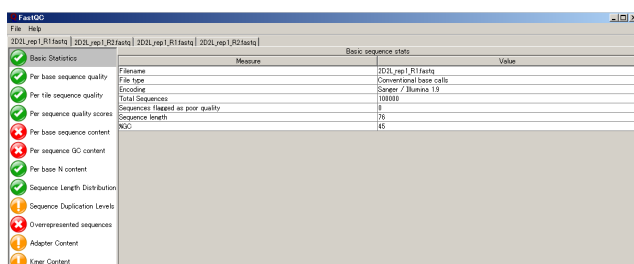 FastQC
File Help
2D2L_rep1_R1.fastq 2D2L_rep1_R2.fastq 2D2L_rep1_R1.fastq 2D2L_rep1_R2.fastq
Basic Statistics
Per base sequence quality
Per tile sequence quality
Per sequence quality scores
Per base sequence content
Per sequence GC content
Per base N content
Sequence Length Distribution
Sequence Duplication Levels
Overrepresented sequences
Adapter Content
Kmer Content
Basic sequence stats
Measure Value
Filename 2D2L_rep1_R1.fastq
File type Conventional base calls
Encoding Sanger / Illumina 1.9
Total Sequences 100000
Sequences flagged as poor quality 0
Sequence length 76
%GC 45